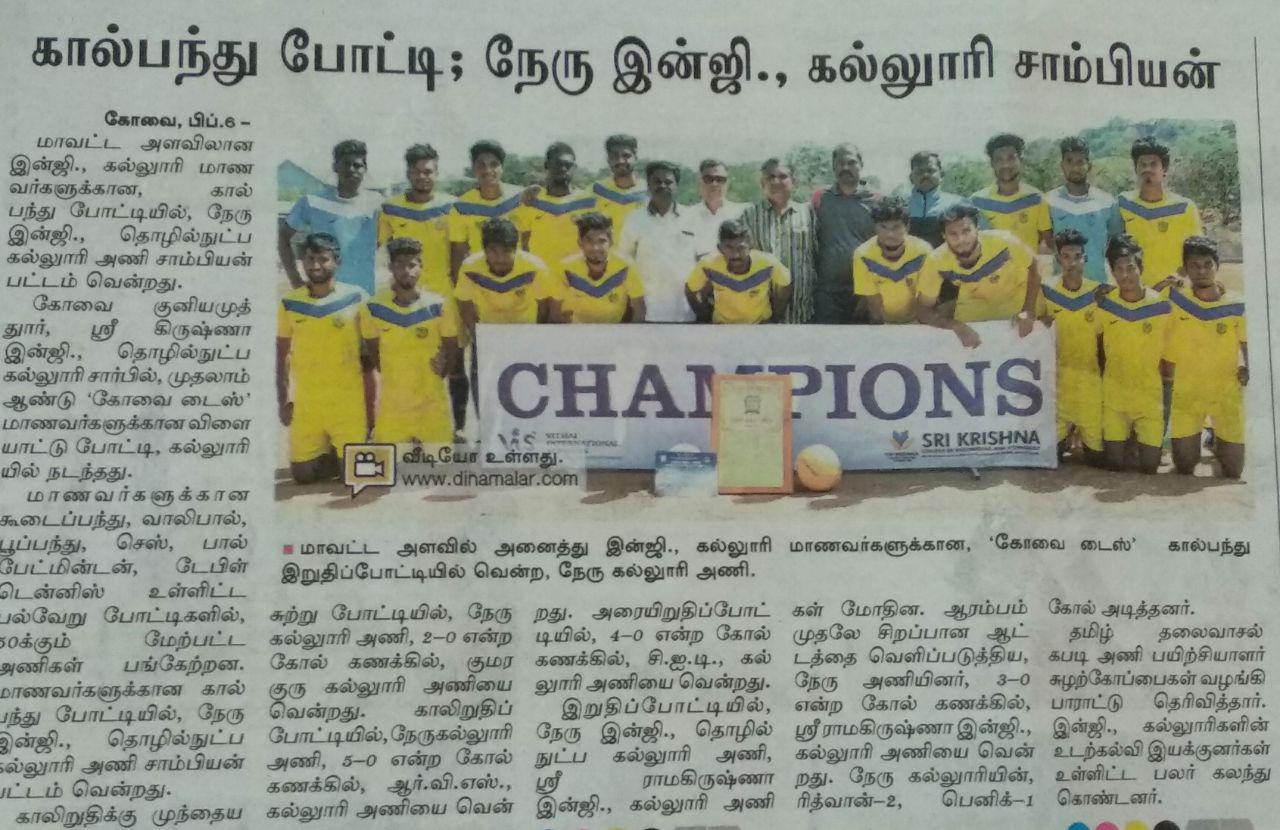 கால்பந்து போட்டி; நேரு இன்ஜி., கல்லூரி சாம்பியன்
கோவை, பிப்.6 –
மாவட்ட அளவிலான
இன்ஜி., கல்லூரி மாண
வர்களுக்கான, கால்
பந்து போட்டியில், நேரு
இன்ஜி., தொழில்நுட்ப
கல்லூரி அணி சாம்பியன்
பட்டம் வென்றது.
கோவை குனியமுத்
தூர், ஸ்ரீ கிருஷ்ணா
இன்ஜி., தொழில்நுட்ப
கல்லூரி சார்பில், முதலாம்
ஆண்டு ‘கோவை டைஸ்’
மாணவர்களுக்கான விளை
யாட்டு போட்டி, கல்லூரி
யில் நடந்தது.
மாணவர்களுக்கான
கூடைப்பந்து, வாலிபால்,
பூப்பந்து, செஸ், பால்
பேட்மின்டன், டேபிள்
டென்னிஸ் உள்ளிட்ட
பல்வேறு போட்டிகளில்,
50க்கும் மேற்பட்ட
அணிகள் பங்கேற்றன.
மாணவர்களுக்கான கால்
பந்து போட்டியில், நேரு
இன்ஜி., தொழில்நுட்ப
கல்லூரி அணி சாம்பியன்
பட்டம் வென்றது.
காலிறுதிக்கு முந்தைய
CHAMPIONS
VIS
INTERNATIONAL
SRI KRISHNA
வீடியோ உள்ளது.
www.dinamalar.com
மாவட்ட அளவில் அனைத்து இன்ஜி., கல்லூரி மாணவர்களுக்கான, ‘கோவை டைஸ்’ கால்பந்து
இறுதிப்போட்டியில் வென்ற, நேரு கல்லூரி அணி.
சுற்று போட்டியில், நேரு
கல்லூரி அணி, 2–0 என்ற
கோல் கணக்கில், குமர
குரு கல்லூரி அணியை
வென்றது. காலிறுதிப்
போட்டியில்,நேருகல்லூரி
அணி, 5–0 என்ற கோல்
கணக்கில், ஆர்.வி.எஸ்.,
கல்லூரி அணியை வென்
றது. அரையிறுதிப்போட்
டியில், 4–0 என்ற கோல்
கணக்கில், சி.ஐ.டி., கல்
லூரி அணியை வென்றது.
இறுதிப்போட்டியில்,
நேரு இன்ஜி., தொழில்
நுட்ப கல்லூரி அணி,
ஸ்ரீ ராமகிருஷ்ணா
இன்ஜி., கல்லூரி அணி
கள் மோதின. ஆரம்பம்
முதலே சிறப்பான ஆட்
டத்தை வெளிப்படுத்திய,
நேரு அணியினர், 3–0
என்ற கோல் கணக்கில்,
ஸ்ரீராமகிருஷ்ணா இன்ஜி.,
கல்லூரி அணியை வென்
றது. நேரு கல்லூரியின்,
ரித்வான்–2, பெனிக்–1
கோல் அடித்தனர்.
தமிழ் தலைவாசல்
கபடி அணி பயிற்சியாளர்
சுழற்கோப்பைகள் வழங்கி
பாராட்டு தெரிவித்தார்.
இன்ஜி., கல்லூரிகளின்
உடற்கல்வி இயக்குனர்கள்
உள்ளிட்ட பலர் கலந்து
கொண்டனர்.